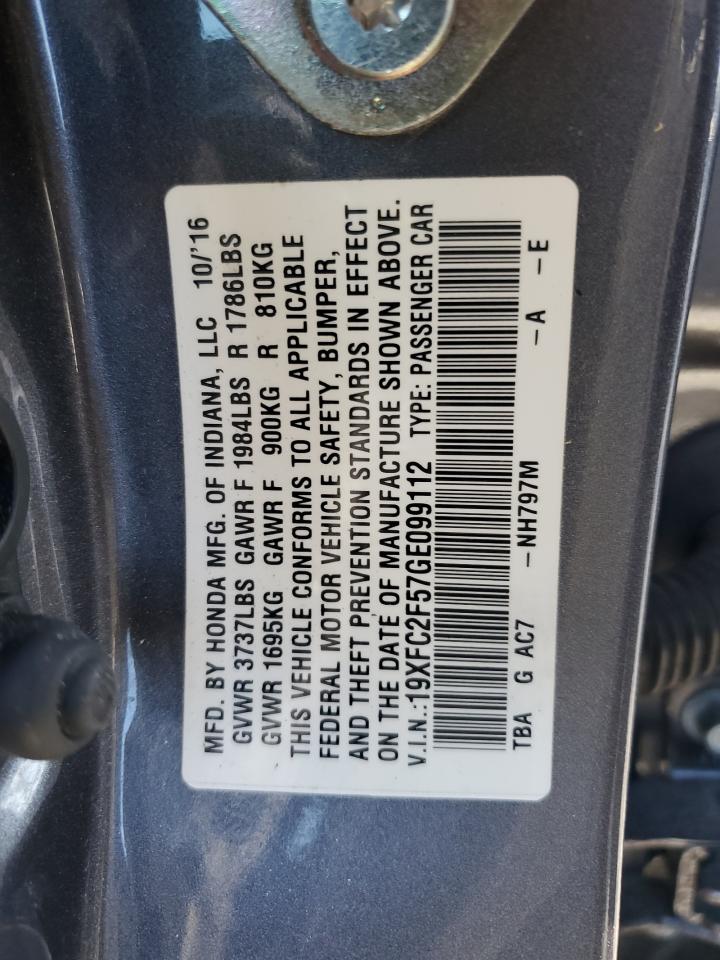 MFD. BY HONDA MFG. OF INDIANA, LLC 10/'16
GVWR 3737LBS GAWR F 1984LBS R 1786LBS
GVWR 1695KG GAWR F 900KG R 810KG
THIS VEHICLE CONFORMS TO ALL APPLICABLE
FEDERAL MOTOR VEHICLE SAFETY, BUMPER,
AND THEFT PREVENTION STANDARDS IN EFFECT
ON THE DATE OF MANUFACTURE SHOWN ABOVE.
V.I.N.:19XFC2F57GE099112 TYPE: PASSENGER CAR
TBA G AC7 -NH797M -A -E